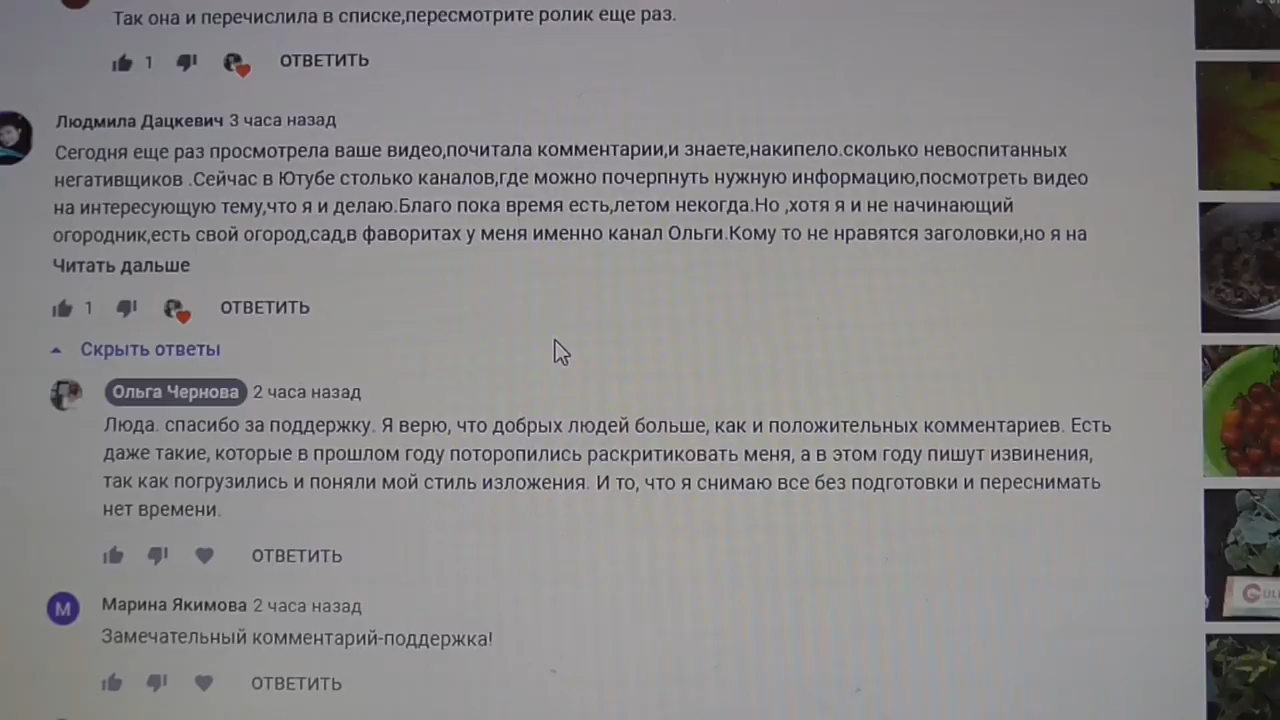 Так она и перечислила в списке,пересмотрите ролик еще раз.
1 ОТВЕТИТЬ
Людмила Дацкевич 3 часа назад
Сегодня еще раз просмотрела ваше видео,почитала комментарии,и знаете,накипело.сколько невоспитанных
негативщиков .Сейчас в Ютубе столько каналов,где можно почерпнуть нужную информацию,посмотреть видео
на интересующую тему,что я и делаю.Благо пока время есть,летом некогда.Но ,хотя я и не начинающий
огородник,есть свой огород,сад,в фаворитах у меня именно канал Ольги.Кому то не нравятся заголовки,но я на
Читать дальше
1 ОТВЕТИТЬ
Скрыть ответы
Ольга Чернова 2 часа назад
Люда. спасибо за поддержку. Я верю, что добрых людей больше, как и положительных комментариев. Есть
даже такие, которые в прошлом году поторопились раскритиковать меня, а в этом году пишут извинения,
так как погрузились и поняли мой стиль изложения. И то, что я снимаю все без подготовки и переснимать
нет времени.
ОТВЕТИТЬ
М Марина Якимова 2 часа назад
Замечательный комментарий-поддержка!
ОТВЕТИТЬ